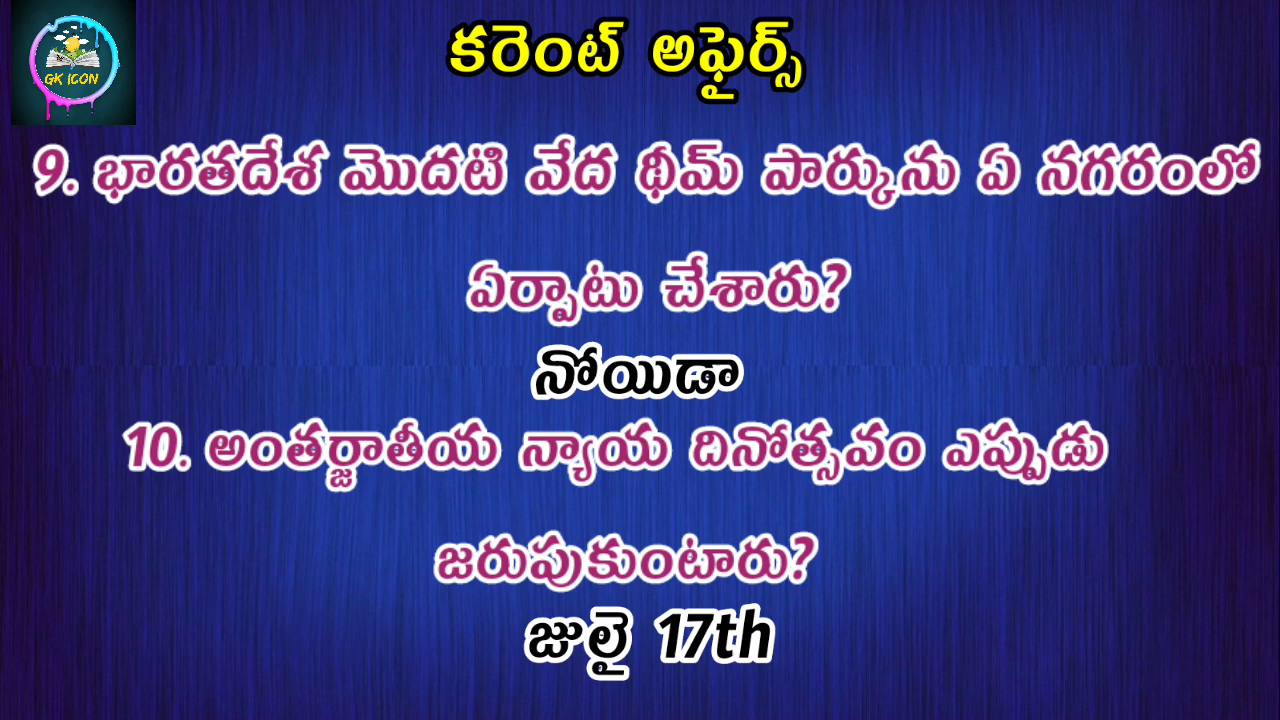 GK ICON
కరెంట్ అఫైర్స్
9. భారతదేశ మొదటి వేద థీమ్ పార్కును ఏ నగరంలో
ఏర్పాటు చేశారు?
నోయిడా
10. అంతర్జాతీయ న్యాయ దినోత్సవం ఎప్పుడు
జరుపుకుంటారు?
జులై 17th